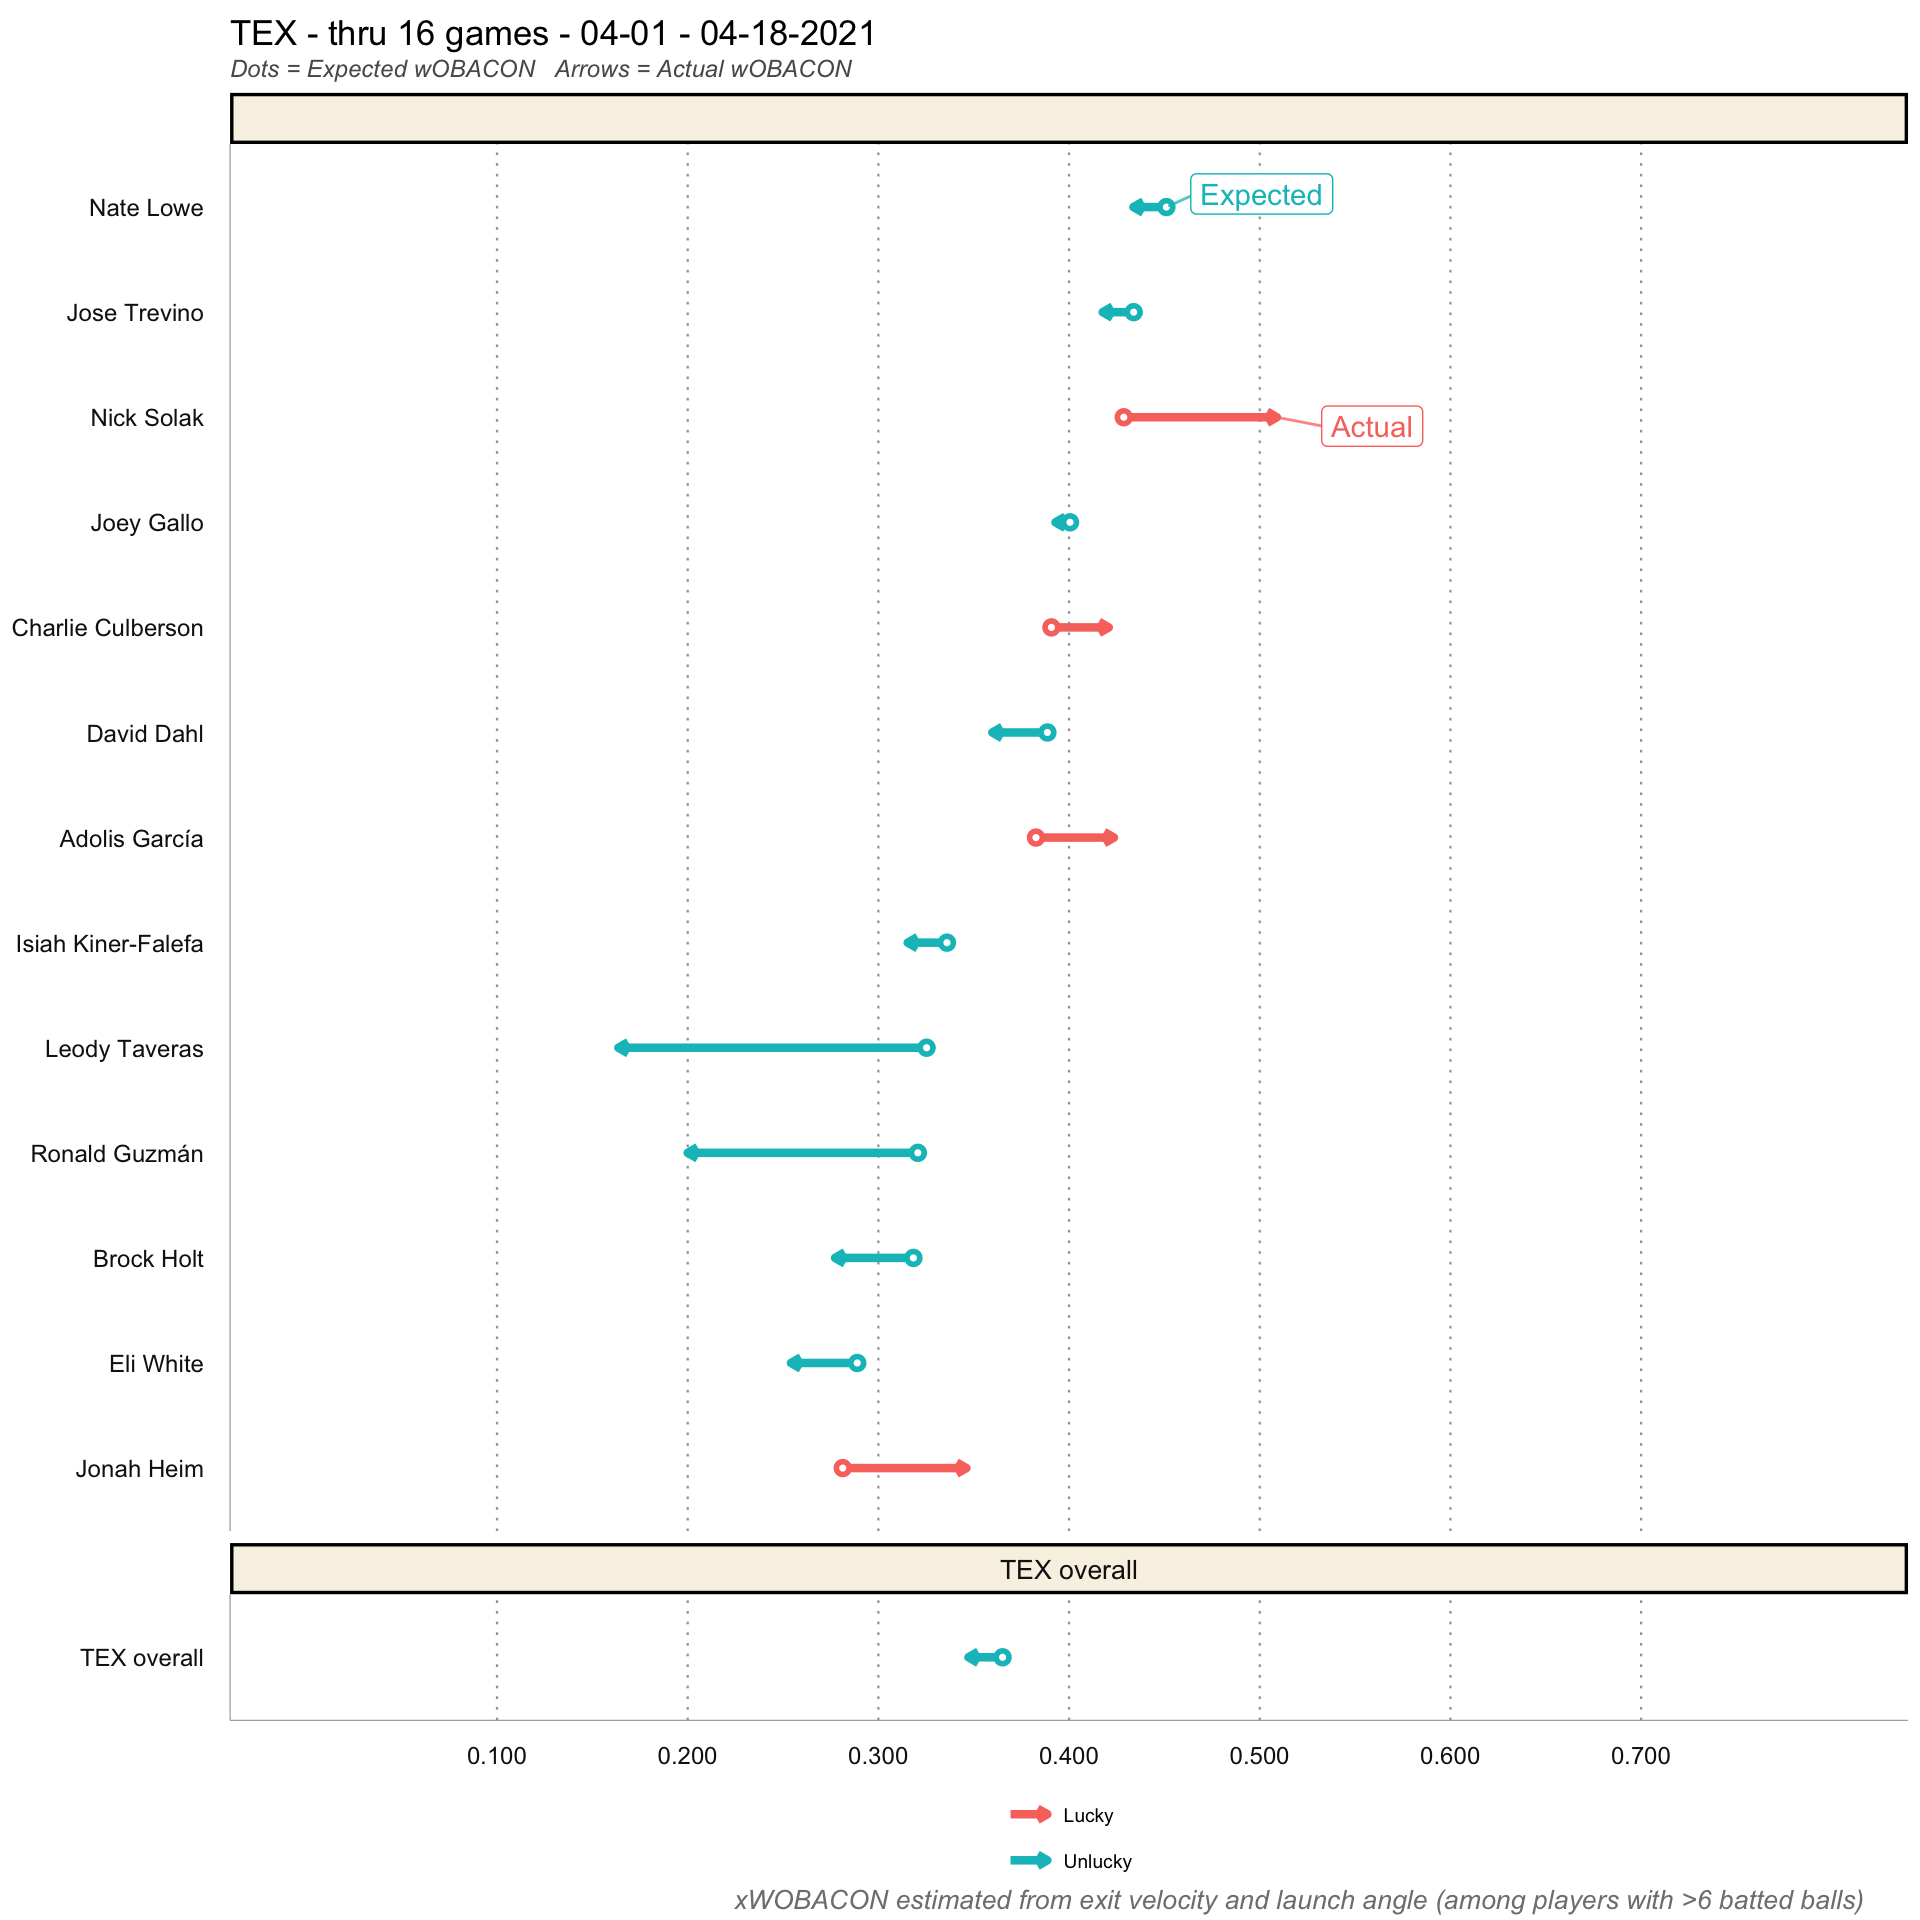 TEX - thru 16 games - 04-01 - 04-18-2021
Dots = Expected wOBACON   Arrows = Actual wOBACON
Nate Lowe
Expected
Jose Trevino
Nick Solak
Actual
Joey Gallo
Charlie Culberson
David Dahl
Adolis García
Isiah Kiner-Falefa
Leody Taveras
Ronald Guzmán
Brock Holt
Eli White
Jonah Heim
TEX overall
TEX overall
0.100 0.200 0.300 0.400 0.500 0.600 0.700
Lucky
Unlucky
xWOBACON estimated from exit velocity and launch angle (among players with >6 batted balls)